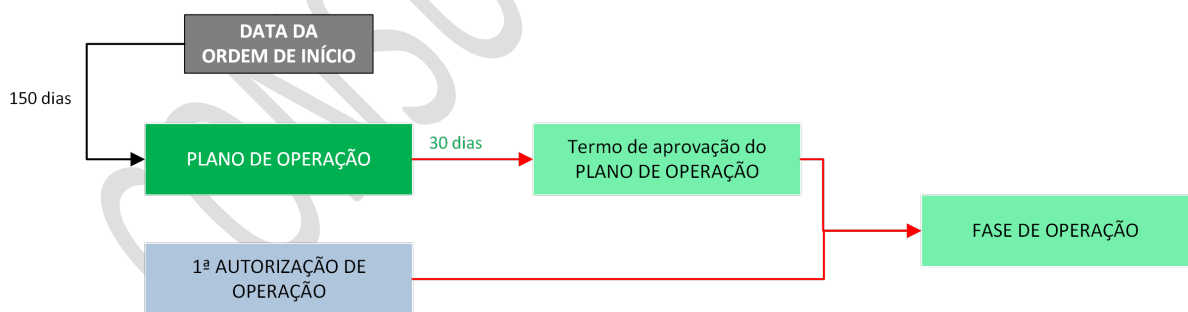 DATA DA
ORDEM DE INÍCIO
150 dias
PLANO DE OPERAÇÃO
30 dias
Termo de aprovação do
PLANO DE OPERAÇÃO
FASE DE OPERAÇÃO
1ª AUTORIZAÇÃO DE
OPERAÇÃO